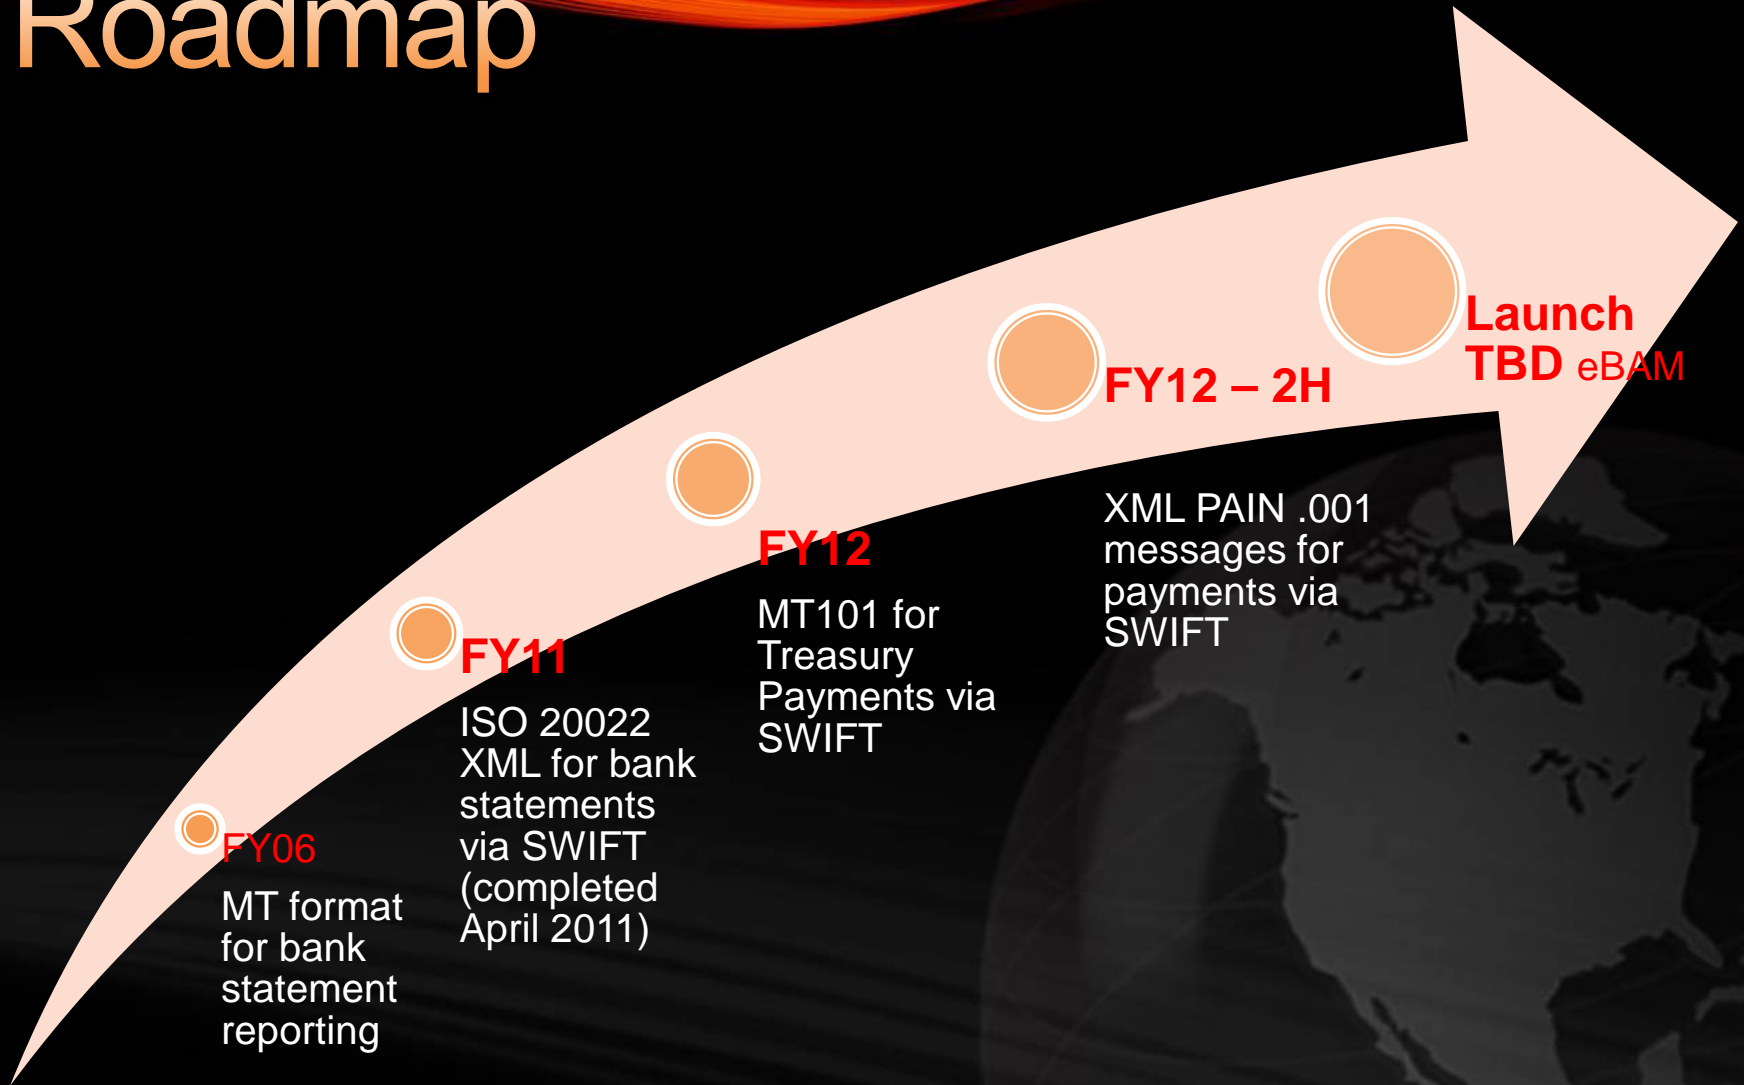 Roadmap
FY06
MT format
for bank
statement
reporting
FY11
ISO 20022
XML for bank
statements
via SWIFT
(completed
April 2011)
FY12
MT101 for
Treasury
Payments via
SWIFT
FY12 – 2H
XML PAIN .001
messages for
payments via
SWIFT
Launch
TBD eBAM